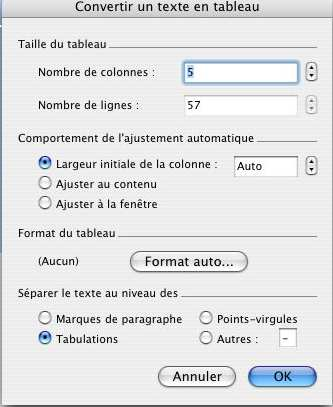 Convertir un texte en tableau
Taille du tableau
Nombre de colonnes : 5
Nombre de lignes : 57
Comportement de l'ajustement automatique
Largeur initiale de la colonne : Auto
Ajuster au contenu
Ajuster à la fenêtre
Format du tableau
(Aucun) Format auto...
Séparer le texte au niveau des
Marques de paragraphe Points-virgules
Tabulations Autres : -
Annuler OK